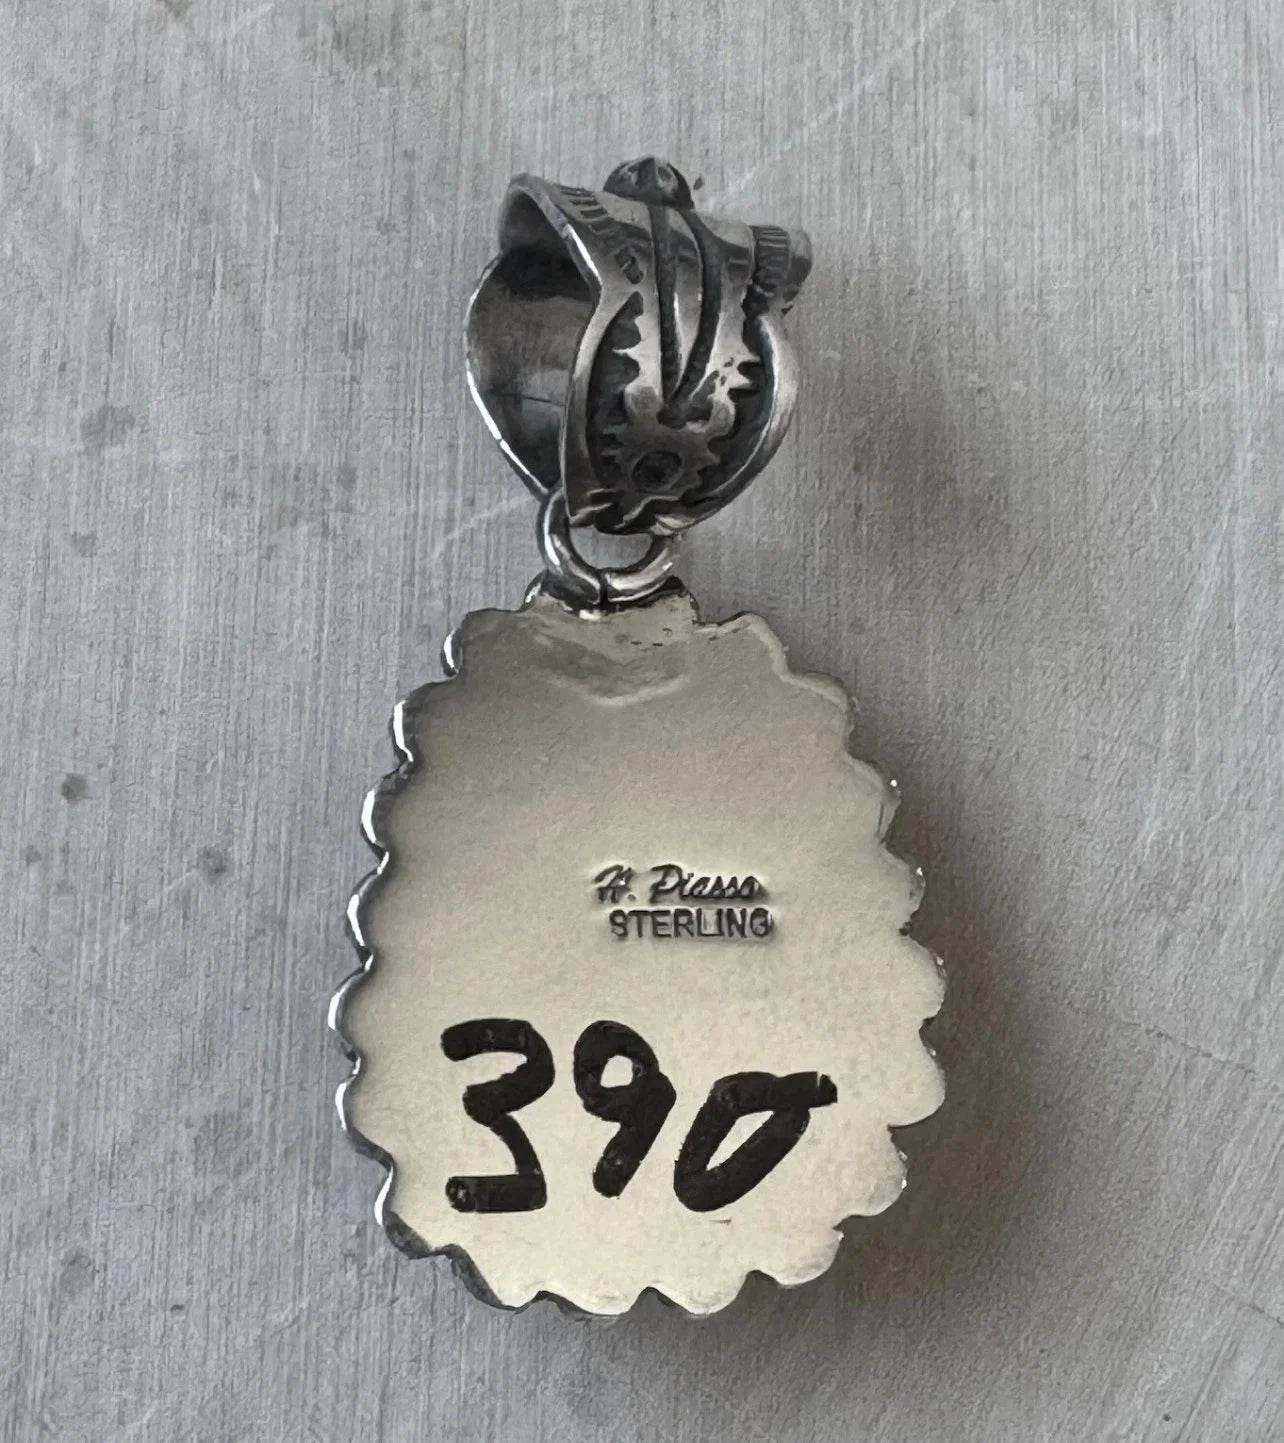 H. Piasso
STERLING
390